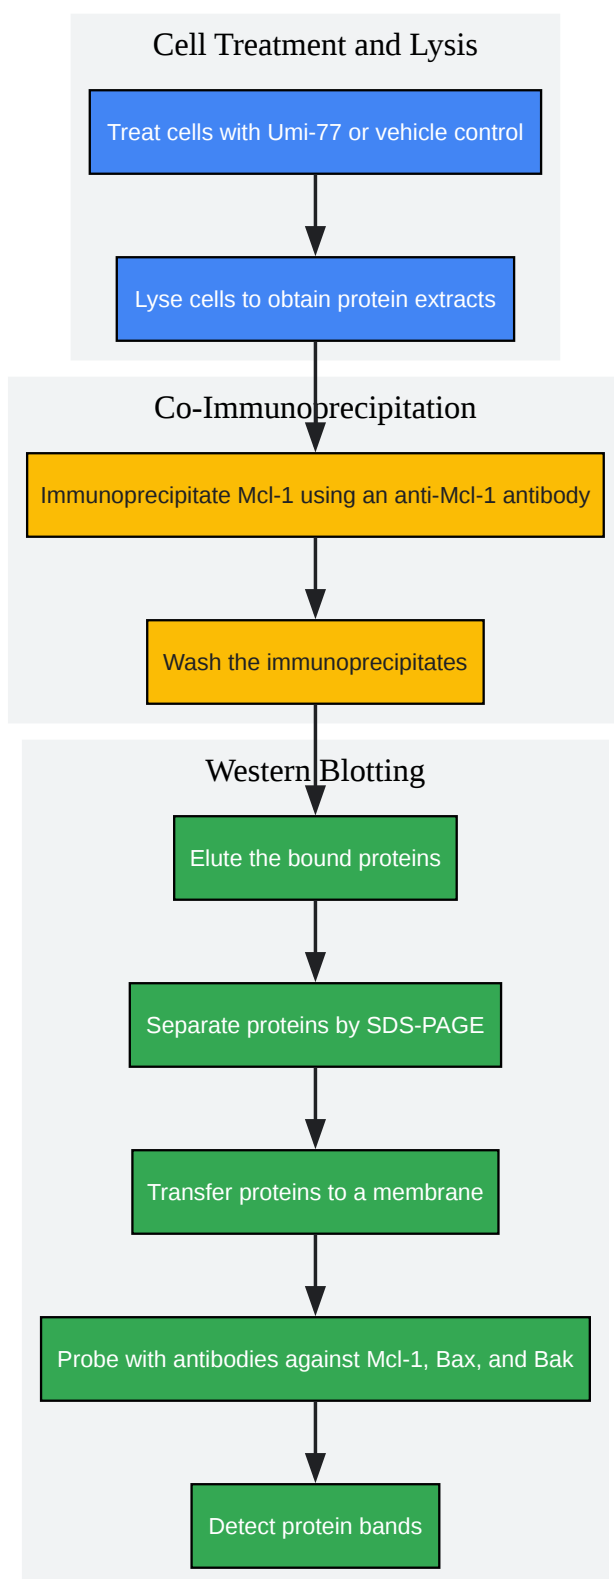 Cell Treatment and Lysis
Treat cells with Umi-77 or vehicle control
Lyse cells to obtain protein extracts
Co-Immunoprecipitation
Immunoprecipitate Mcl-1 using an anti-Mcl-1 antibody
Wash the immunoprecipitates
Western Blotting
Elute the bound proteins
Separate proteins by SDS-PAGE
Transfer proteins to a membrane
Probe with antibodies against Mcl-1, Bax, and Bak
Detect protein bands